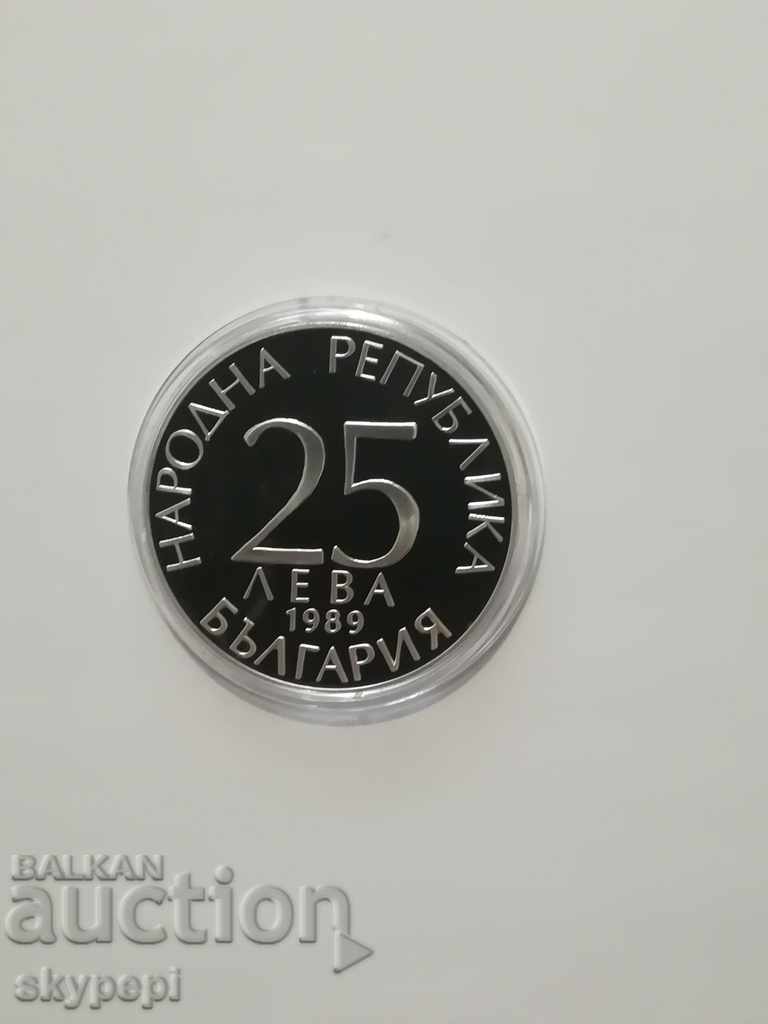 НАРОДНА РЕПУБЛИКА
25
ЛЕВА
1989
БЪЛГАРИЯ
BALKAN
auction
skypepi